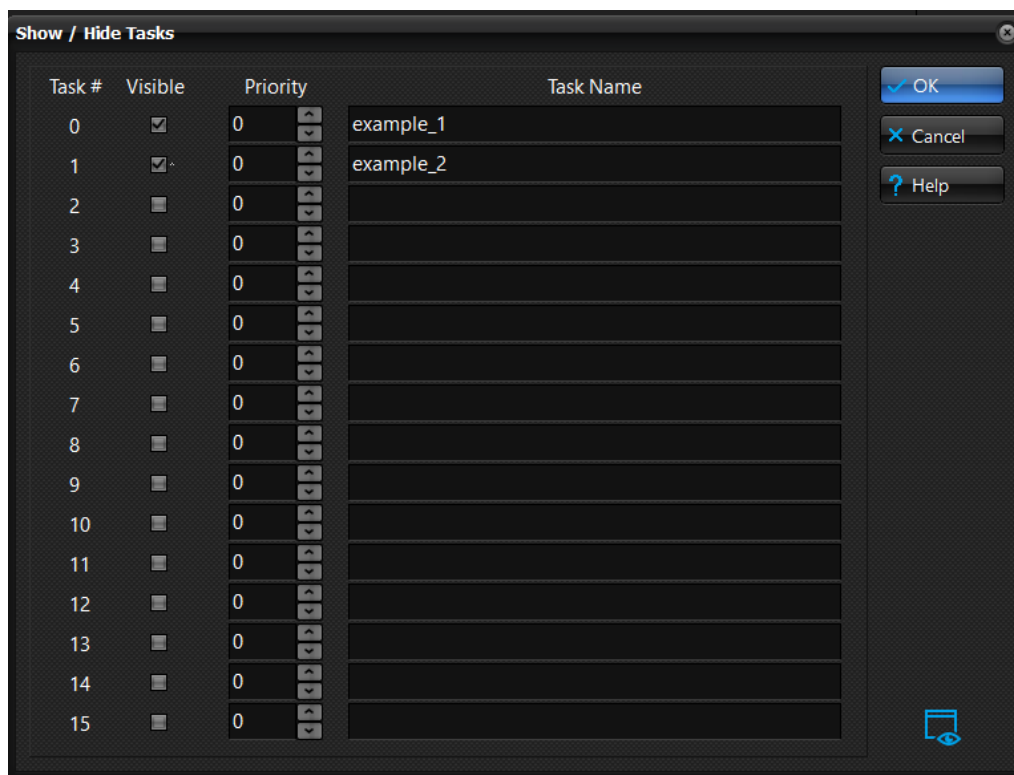 Show / Hide Tasks
Task # Visible Priority Task Name
OK
0 0 example_1
Cancel
1 0 example_2
Help
2 0
3 0
4 0
5 0
6 0
7 0
8 0
9 0
10 0
11 0
12 0
13 0
14 0
15 0